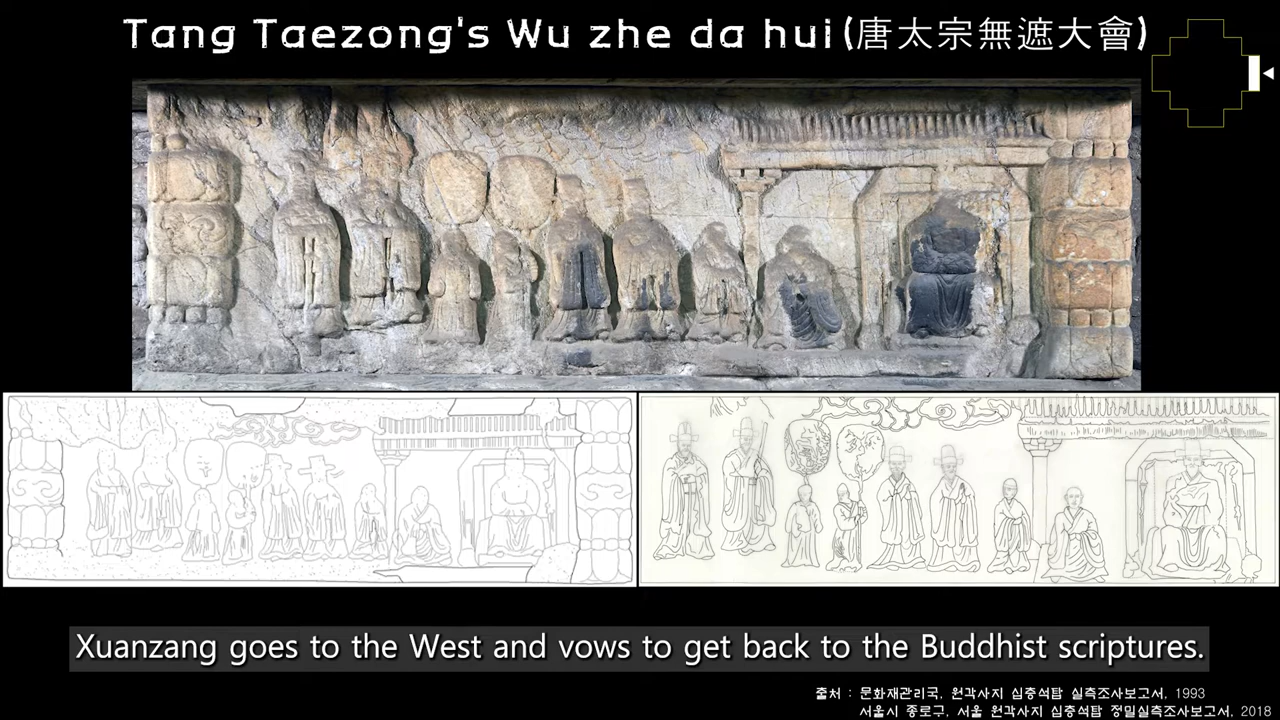 Tang Taezong's Wu zhe da hui(唐太宗無遮大會)
Xuanzang goes to the West and vows to get back to the Buddhist scriptures.
출처 : 문화재관리국, 원각사지 십층석탑 실측조사보고서, 1993
서울시 종로구, 서울 원각사지 십층석탑 정밀실측조사보고서, 2018